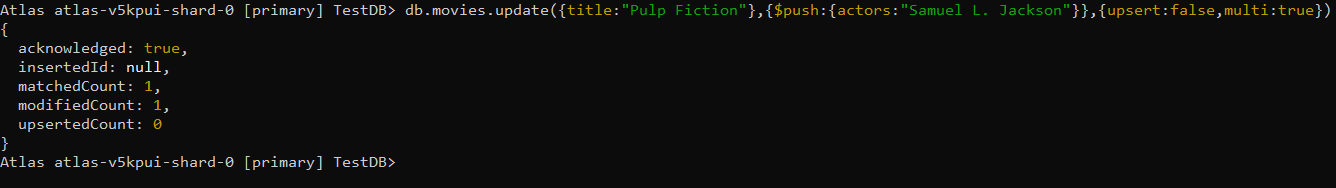 Atlas atlas-v5kpui-shard-0 [primary] TestDB> db.movies.update({title:"Pulp Fiction"},{$push:{actors:"Samuel L. Jackson"}},{upsert:false,multi:true})
{
  acknowledged: true,
  insertedId: null,
  matchedCount: 1,
  modifiedCount: 1,
  upsertedCount: 0
}
Atlas atlas-v5kpui-shard-0 [primary] TestDB>